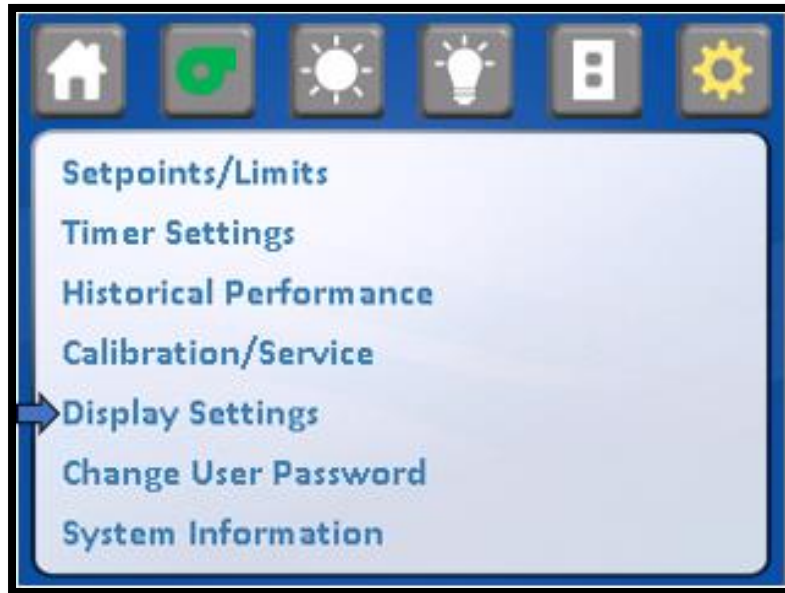 Setpoints/Limits
Timer Settings
Historical Performance
Calibration/Service
Display Settings
Change User Password
System Information